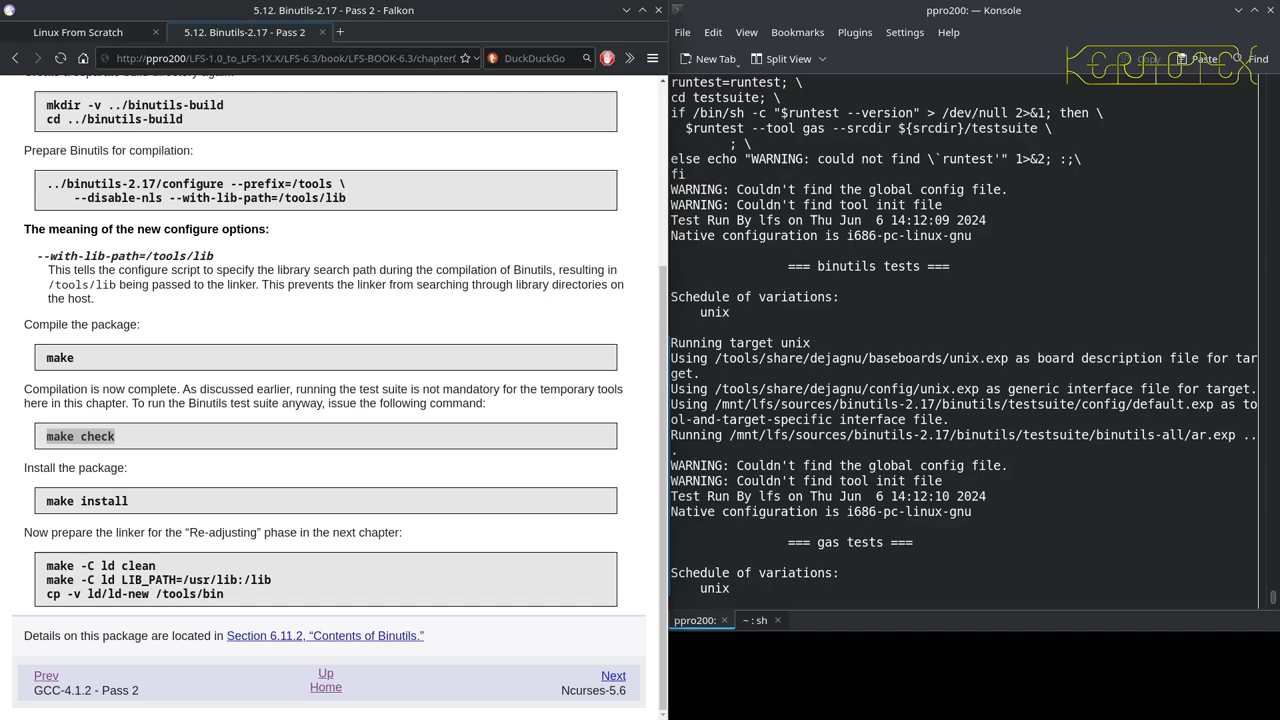 5.12. Binutils-2.17 - Pass 2 - Falkon
Linux From Scratch
5.12. Binutils-2.17 - Pass 2
http://ppro200/LFS-1.0_to_LFS-1X.X/LFS-6.3/book/LFS-BOOK-6.3/chapter(
DuckDuckGo
mkdir -v ../binutils-build
cd ../binutils-build
Prepare Binutils for compilation:
../binutils-2.17/configure --prefix=/tools \
--disable-nls --with-lib-path=/tools/lib
The meaning of the new configure options:
--with-lib-path=/tools/lib
This tells the configure script to specify the library search path during the compilation of Binutils, resulting in
/tools/lib being passed to the linker. This prevents the linker from searching through library directories on
the host.
Compile the package:
make
Compilation is now complete. As discussed earlier, running the test suite is not mandatory for the temporary tools
here in this chapter. To run the Binutils test suite anyway, issue the following command:
make check
Install the package:
make install
Now prepare the linker for the “Re-adjusting” phase in the next chapter:
make -C ld clean
make -C ld LIB_PATH=/usr/lib:/lib
cp -v ld/ld-new /tools/bin
Details on this package are located in Section 6.11.2, “Contents of Binutils.”
Prev
Up
Next
GCC-4.1.2 - Pass 2
Home
Ncurses-5.6
ppro200: — Konsole
File Edit View Bookmarks Plugins Settings Help
New Tab
Split View
Copy
Paste
Find
runtest=runtest; \
cd testsuite; \
if /bin/sh -c "$runtest --version" > /dev/null 2>&1; then \
$runtest --tool gas --srcdir ${srcdir}/testsuite \
; \
else echo "WARNING: could not find \`runtest'" 1>&2; :;\
fi
WARNING: Couldn't find the global config file.
WARNING: Couldn't find tool init file
Test Run By lfs on Thu Jun  6 14:12:09 2024
Native configuration is i686-pc-linux-gnu
=== binutils tests ===
Schedule of variations:
unix
Running target unix
Using /tools/share/dejagnu/baseboards/unix.exp as board description file for tar
get.
Using /tools/share/dejagnu/config/unix.exp as generic interface file for target.
Using /mnt/lfs/sources/binutils-2.17/binutils/testsuite/config/default.exp as to
ol-and-target-specific interface file.
Running /mnt/lfs/sources/binutils-2.17/binutils/testsuite/binutils-all/ar.exp ..
.
WARNING: Couldn't find the global config file.
WARNING: Couldn't find tool init file
Test Run By lfs on Thu Jun  6 14:12:10 2024
Native configuration is i686-pc-linux-gnu
=== gas tests ===
Schedule of variations:
unix
ppro200:
~ : sh